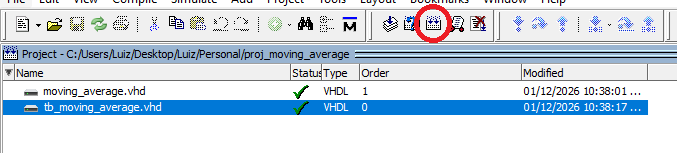 File Edit View Compile Simulate Add Project Tools Layout Bookmarks Window Help
M
Project - C:/Users/Luiz/Desktop/Luiz/Personal/proj_moving_average
Name Status Type Order Modified
moving_average.vhd VHDL 1 01/12/2026 10:38:01 ...
tb_moving_average.vhd VHDL 0 01/12/2026 10:38:17 ...